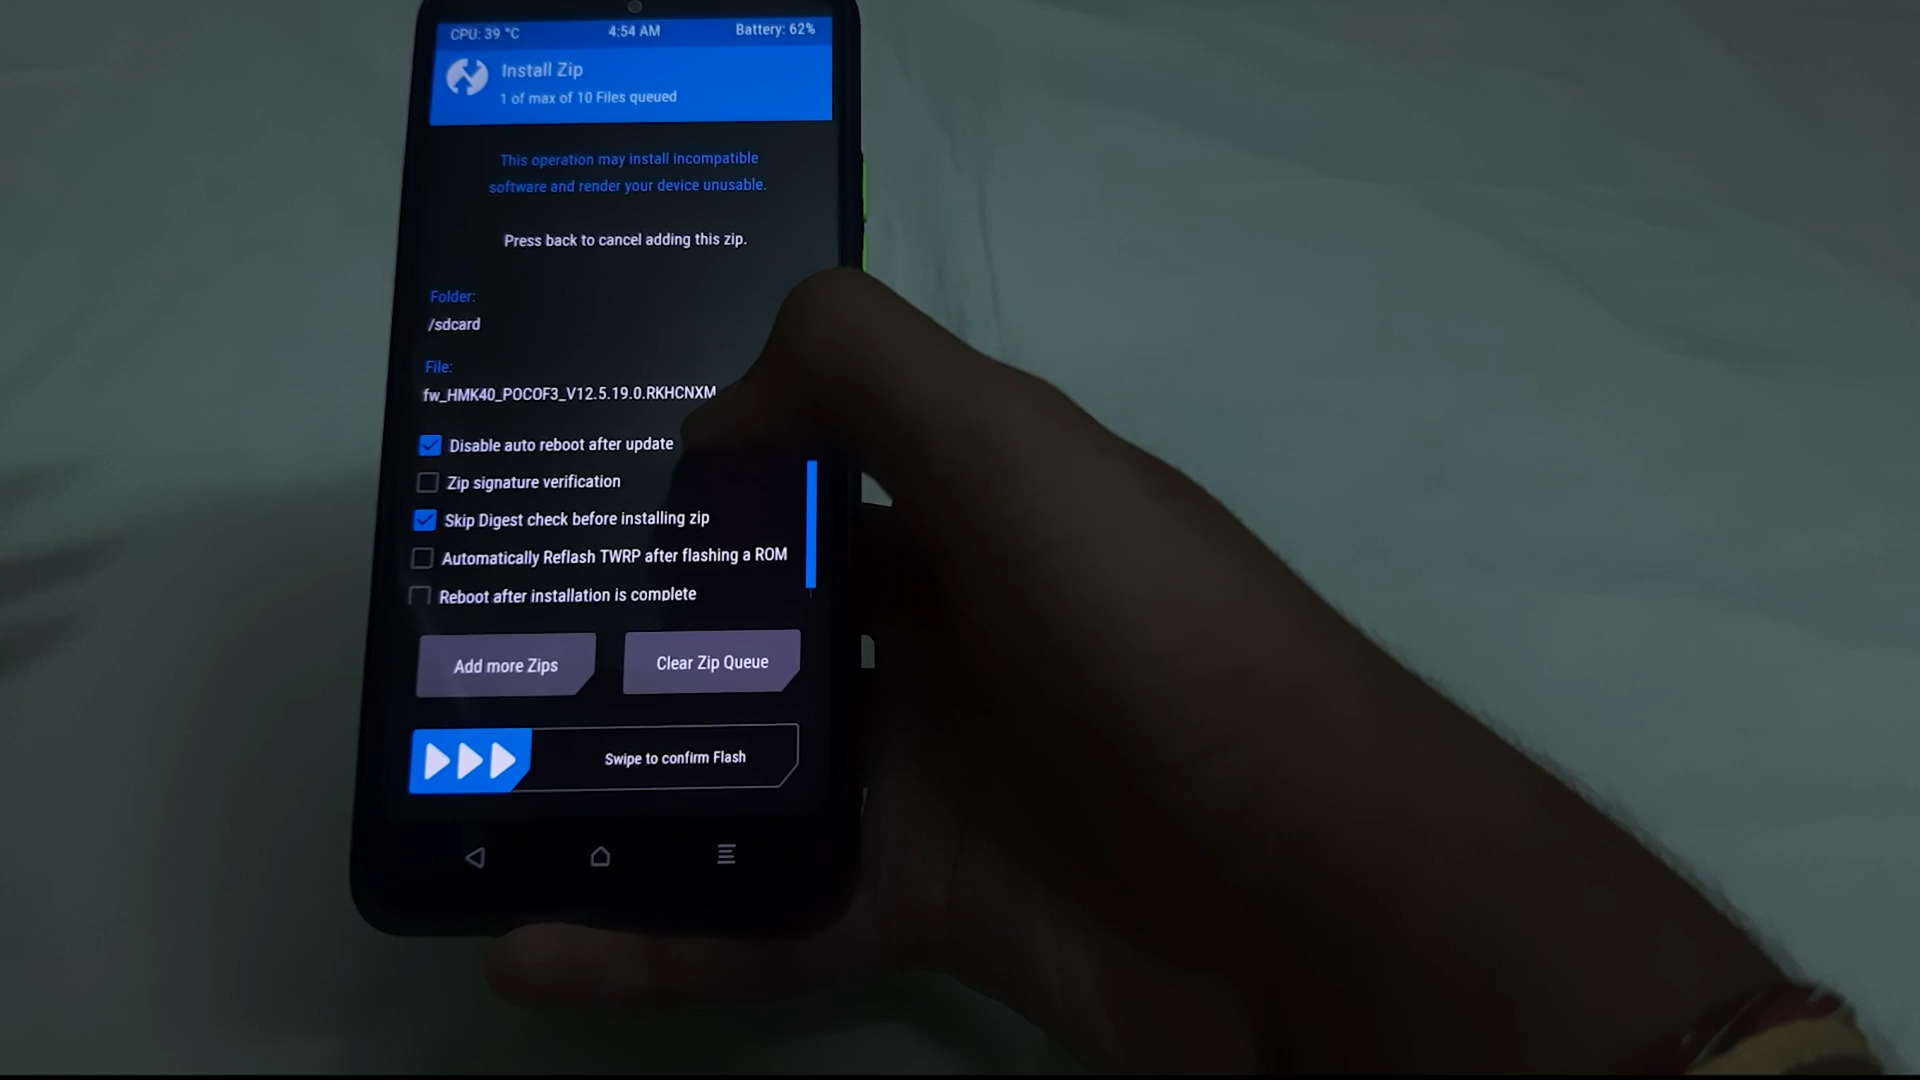 CPU: 39 °C 4:54 AM Battery: 62%
Install Zip
1 of max of 10 Files queued
This operation may install incompatible
software and render your device unusable.
Press back to cancel adding this zip.
Folder:
/sdcard
File:
fw_HMK40_POCOF3_V12.5.19.0.RKHCNXM
Disable auto reboot after update
Zip signature verification
Skip Digest check before installing zip
Automatically Reflash TWRP after flashing a ROM
Reboot after installation is complete
Add more Zips
Clear Zip Queue
Swipe to confirm Flash